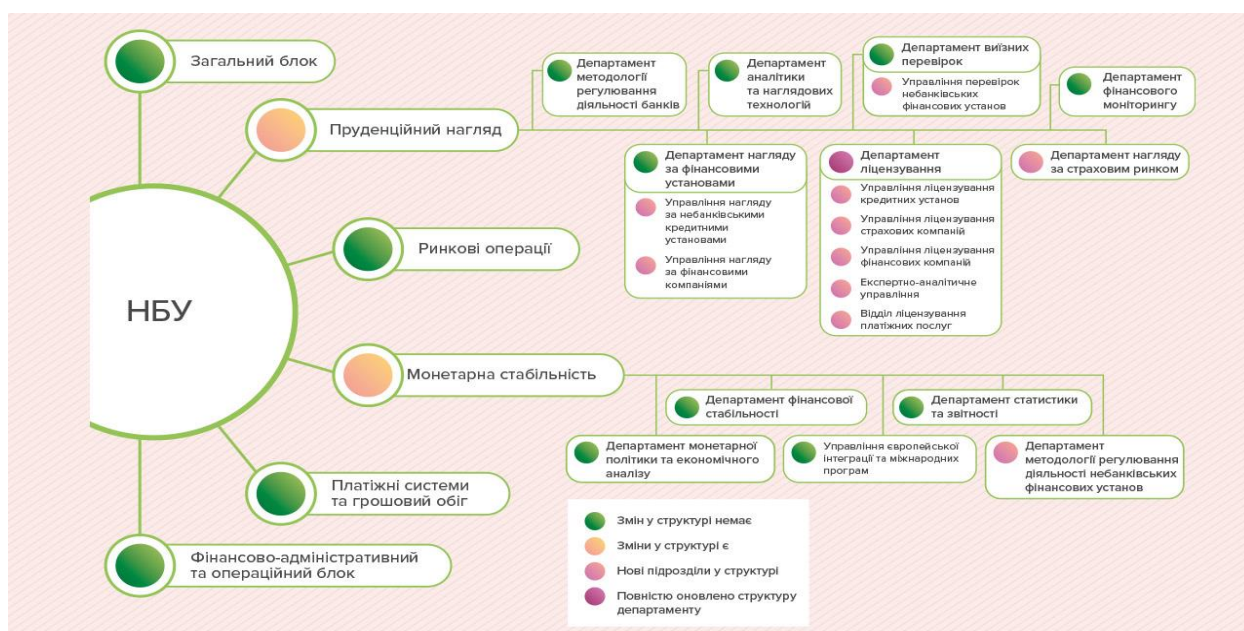 Загальний блок
Пруденційний нагляд
Департамент
методології
регулювання
діяльності банків
Департамент
аналітики
та наглядових
технологій
Департамент виїзних
перевірок
Управління перевірок
небанківських
фінансових установ
Департамент
фінансового
моніторингу
Департамент нагляду
за фінансовими
установами
Управління нагляду
за небанківськими
кредитними
установами
Управління нагляду
за фінансовими
компаніями
Департамент
ліцензування
Управління ліцензування
кредитних установ
Управління ліцензування
страхових компаній
Управління ліцензування
фінансових компаній
Експертно-аналітичне
управління
Відділ ліцензування
платіжних послуг
Департамент нагляду
за страховим ринком
Ринкові операції
НБУ
Монетарна стабільність
Департамент фінансової
стабільності
Департамент статистики
та звітності
Департамент монетарної
політики та економічного
аналізу
Управління європейської
інтеграції та міжнародних
програм
Департамент
методології регулювання
діяльності небанківських
фінансових установ
Платіжні системи
та грошовий обіг
Фінансово-адміністративний
та операційний блок
Змін у структурі немає
Зміни у структурі є
Нові підрозділи у структурі
Повністю оновлено структуру
департаменту